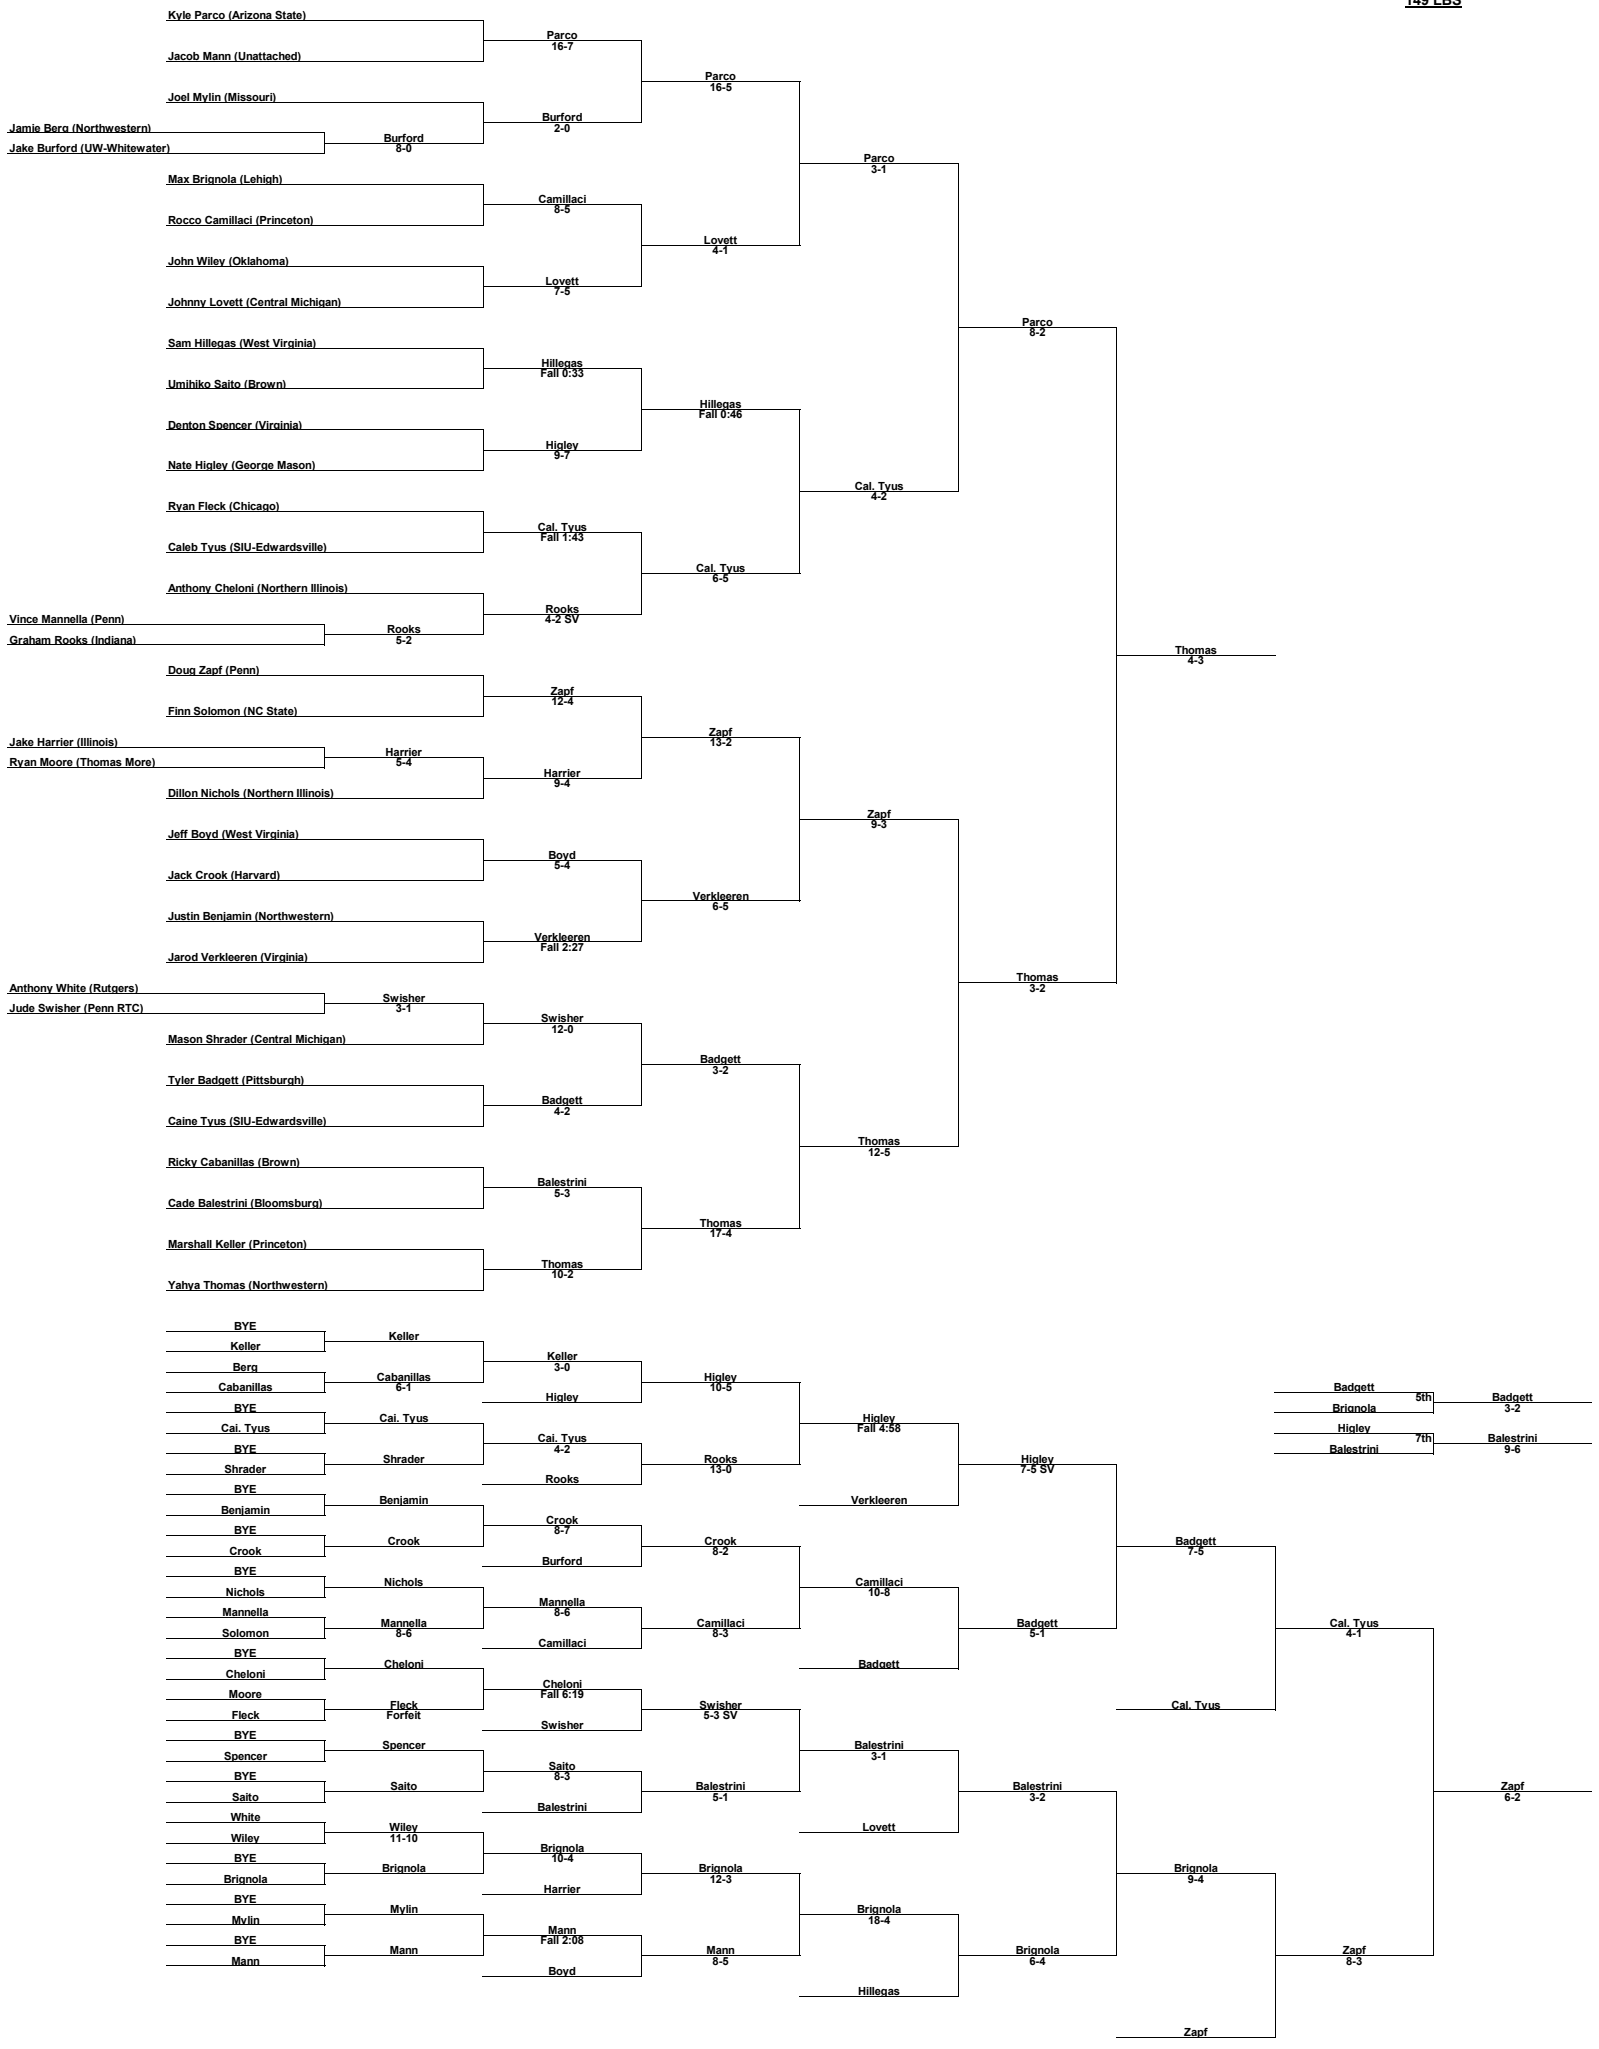 149 LBS
Kyle Parco (Arizona State)
Parco
16-7
Jacob Mann (Unattached)
Parco
16-5
Joel Mylin (Missouri)
Burford
2-0
Jamie Berg (Northwestern)
Burford
8-0
Jake Burford (UW-Whitewater)
Parco
3-1
Max Brignola (Lehigh)
Camillaci
8-5
Rocco Camillaci (Princeton)
Lovett
4-1
John Wiley (Oklahoma)
Lovett
7-5
Johnny Lovett (Central Michigan)
Parco
8-2
Sam Hillegas (West Virginia)
Hillegas
Fall 0:33
Umihiko Saito (Brown)
Hillegas
Fall 0:46
Denton Spencer (Virginia)
Higley
9-7
Nate Higley (George Mason)
Cal. Tyus
4-2
Ryan Fleck (Chicago)
Cal. Tyus
Fall 1:43
Caleb Tyus (SIU-Edwardsville)
Cal. Tyus
6-5
Anthony Cheloni (Northern Illinois)
Rooks
4-2 SV
Vince Mannella (Penn)
Rooks
5-2
Graham Rooks (Indiana)
Thomas
4-3
Doug Zapf (Penn)
Zapf
12-4
Finn Solomon (NC State)
Zapf
13-2
Jake Harrier (Illinois)
Harrier
5-4
Ryan Moore (Thomas More)
Harrier
9-4
Dillon Nichols (Northern Illinois)
Zapf
9-3
Jeff Boyd (West Virginia)
Boyd
5-4
Jack Crook (Harvard)
Verkleeren
6-5
Justin Benjamin (Northwestern)
Verkleeren
Fall 2:27
Jarod Verkleeren (Virginia)
Thomas
3-2
Anthony White (Rutgers)
Swisher
3-1
Jude Swisher (Penn RTC)
Swisher
12-0
Mason Shrader (Central Michigan)
Badgett
3-2
Tyler Badgett (Pittsburgh)
Badgett
4-2
Caine Tyus (SIU-Edwardsville)
Thomas
12-5
Ricky Cabanillas (Brown)
Balestrini
5-3
Cade Balestrini (Bloomsburg)
Thomas
17-4
Marshall Keller (Princeton)
Thomas
10-2
Yahya Thomas (Northwestern)
BYE
Keller
Keller
Keller
3-0
Berg
Cabanillas
6-1
Cabanillas
Higley
10-5
Higley
BYE
Cai. Tyus
Cai. Tyus
Higley
Fall 4:58
Cai. Tyus
4-2
BYE
Shrader
Shrader
Rooks
13-0
Rooks
Higley
7-5 SV
BYE
Benjamin
Benjamin
Verkleeren
Crook
8-7
BYE
Crook
Crook
Crook
8-2
Burford
Badgett
7-5
BYE
Nichols
Nichols
Camillaci
10-8
Mannella
8-6
Mannella
Mannella
8-6
Solomon
Camillaci
8-3
Camillaci
Badgett
5-1
Cal. Tyus
4-1
BYE
Cheloni
Cheloni
Badgett
Cheloni
Fall 6:19
Moore
Fleck
Forfeit
Fleck
Swisher
5-3 SV
Swisher
Cal. Tyus
BYE
Spencer
Spencer
Balestrini
3-1
Saito
8-3
BYE
Saito
Saito
Balestrini
5-1
Balestrini
Balestrini
3-2
Zapf
6-2
White
Wiley
11-10
Wiley
Lovett
Brignola
10-4
BYE
Brignola
Brignola
Brignola
12-3
Harrier
Brignola
9-4
BYE
Mylin
Mylin
Brignola
18-4
Mann
Fall 2:08
BYE
Mann
Mann
Mann
8-5
Boyd
Brignola
6-4
Zapf
8-3
Hillegas
Zapf
Badgett
5th
Badgett
3-2
Brignola
Higley
7th
Balestrini
9-6
Balestrini